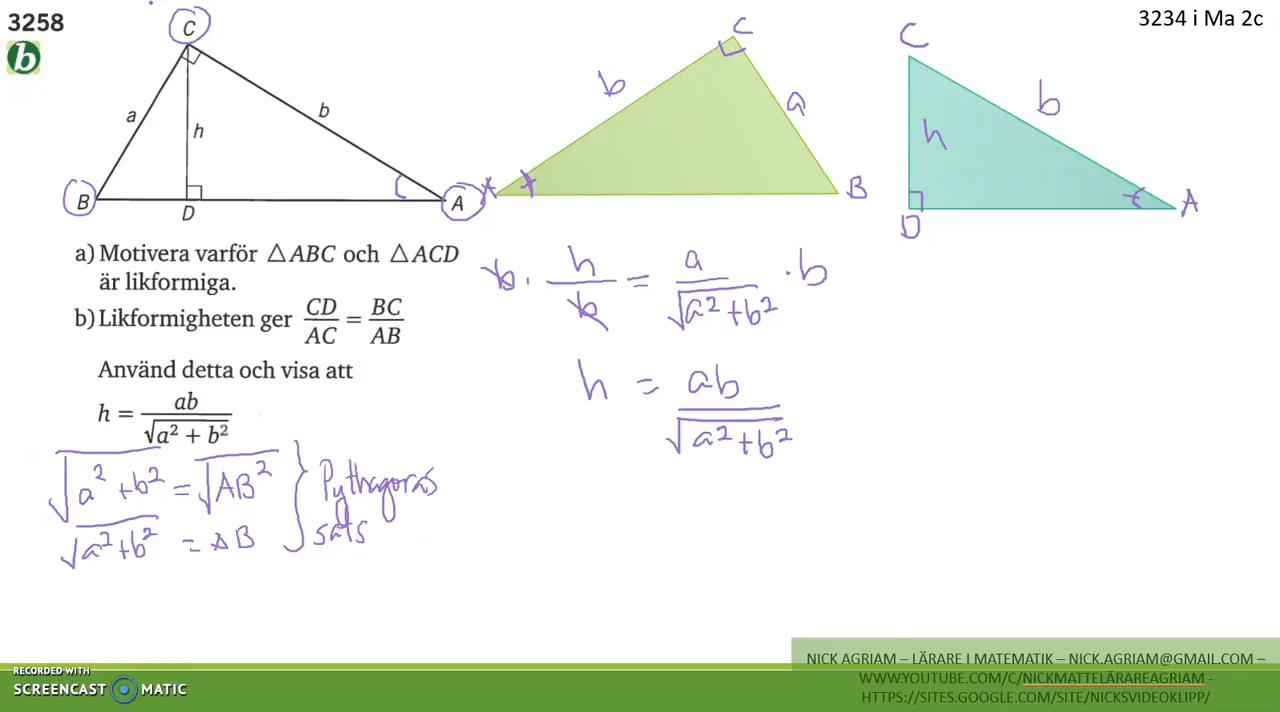 3258
3234 i Ma 2c
b
C
a
h
b
B
D
A
C
b
a
A
B
C
h
b
D
A
a) Motivera varför △ABC och △ACD
är likformiga.
b) Likformigheten ger CD/AC = BC/AB
Använd detta och visa att
h = ab/√(a² + b²)
√(a² + b²) = √(AB²)
√(a² + b²) = AB
Pythagoras
sats
b · h/b = a/√(a² + b²) · b
h = ab/√(a² + b²)
RECORDED WITH
SCREENCAST MATIC
NICK AGRIAM – LÄRARE I MATEMATIK – NICK.AGRIAM@GMAIL.COM –
WWW.YOUTUBE.COM/C/NICKMATTELÄRAREAGRIAM -
HTTPS://SITES.GOOGLE.COM/SITE/NICKSVIDEOKLIPP/